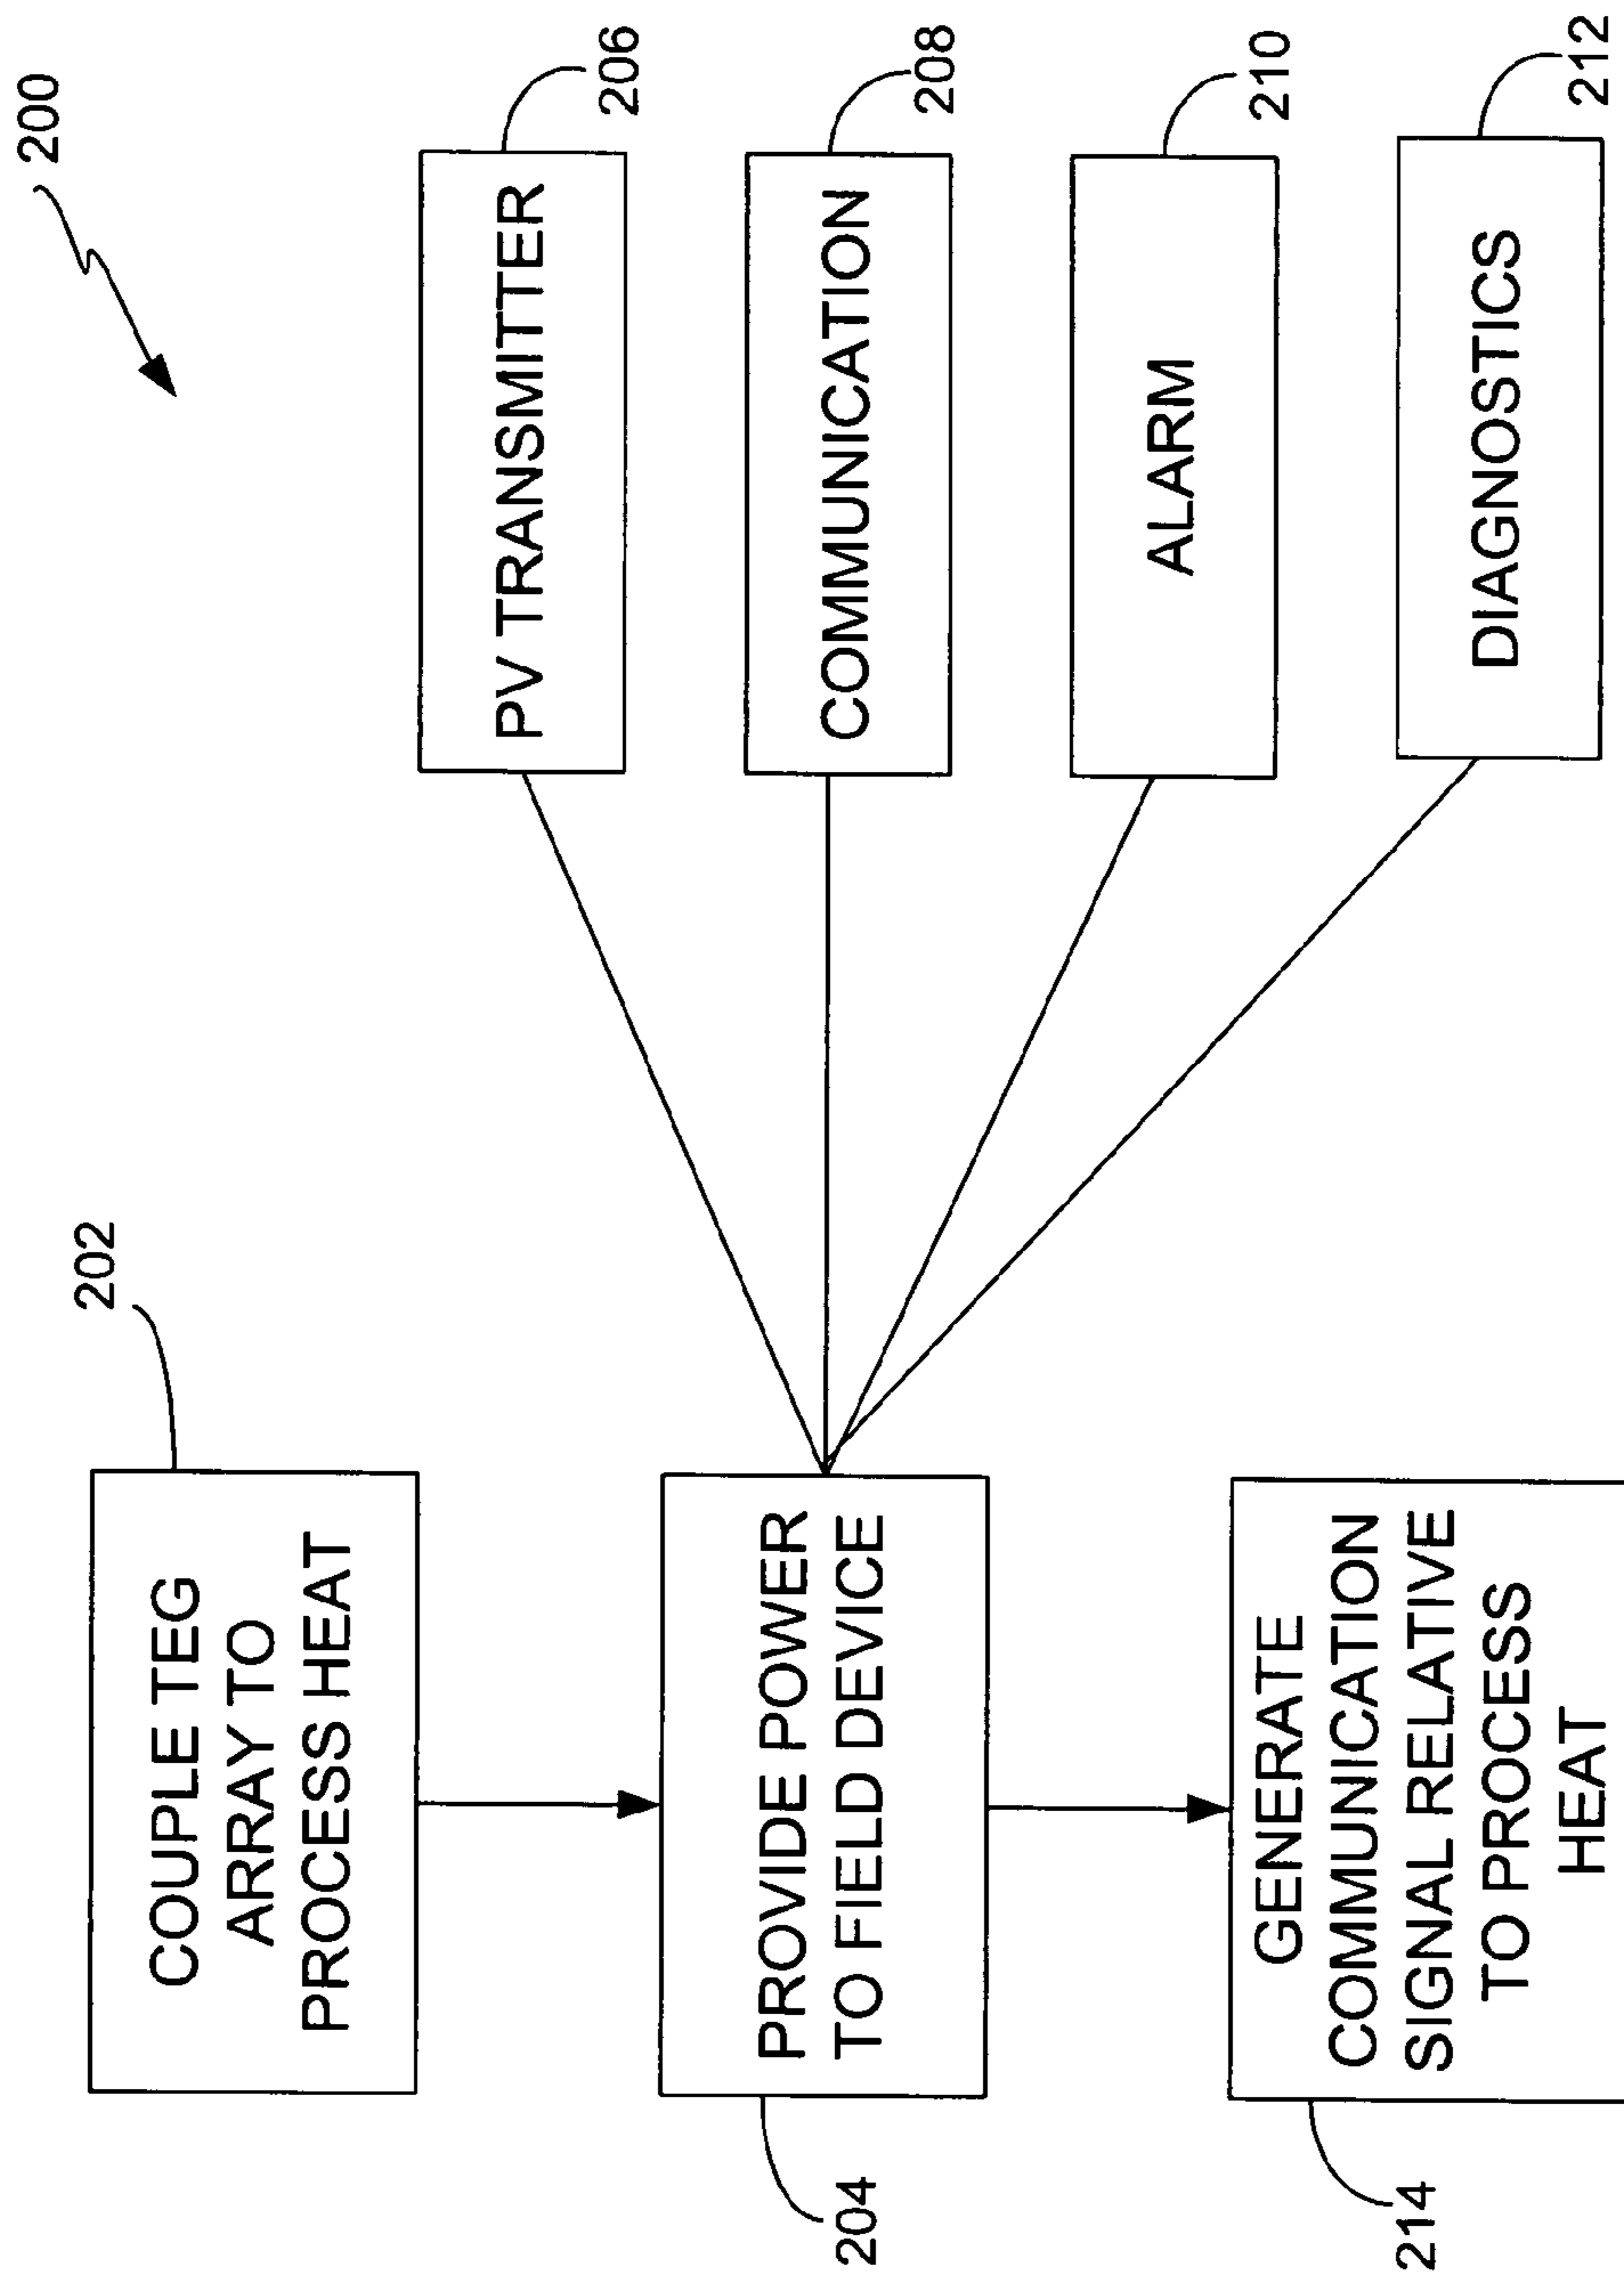 200
202
COUPLE TEG
ARRAY TO
PROCESS HEAT
204
PROVIDE POWER
TO FIELD DEVICE
PV TRANSMITTER
206
COMMUNICATION
208
ALARM
210
DIAGNOSTICS
212
214
GENERATE
COMMUNICATION
SIGNAL RELATIVE
TO PROCESS
HEAT